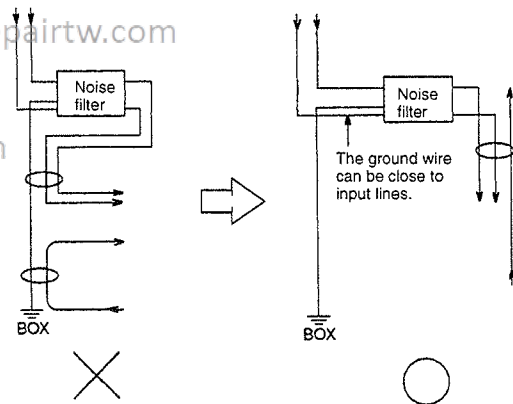 pairtw.com
Noise
filter
BOX
Noise
filter
The ground wire
can be close to
input lines.
BOX